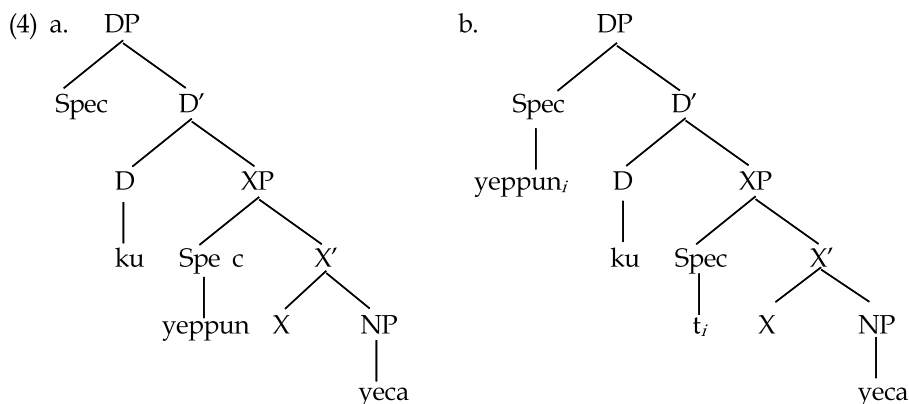 (4) a. DP b. DP
Spec D′ Spec D′
D XP yeppuni D XP
ku Spe c X′ ku Spec X′
yeppun X NP ti X NP
yeca yeca